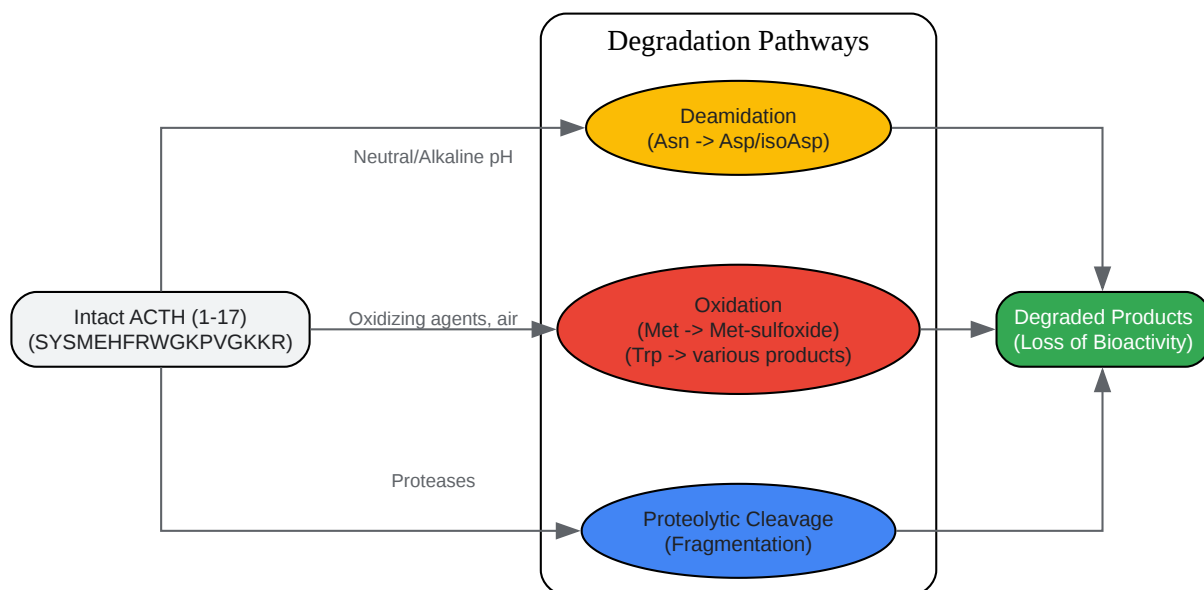 Degradation Pathways
Deamidation
(Asn -> Asp/isoAsp)
Neutral/Alkaline pH
Intact ACTH (1-17)
(SYSMEHFRWGKPVGKKR)
Oxidizing agents, air
Oxidation
(Met -> Met-sulfoxide)
(Trp -> various products)
Degraded Products
(Loss of Bioactivity)
Proteases
Proteolytic Cleavage
(Fragmentation)